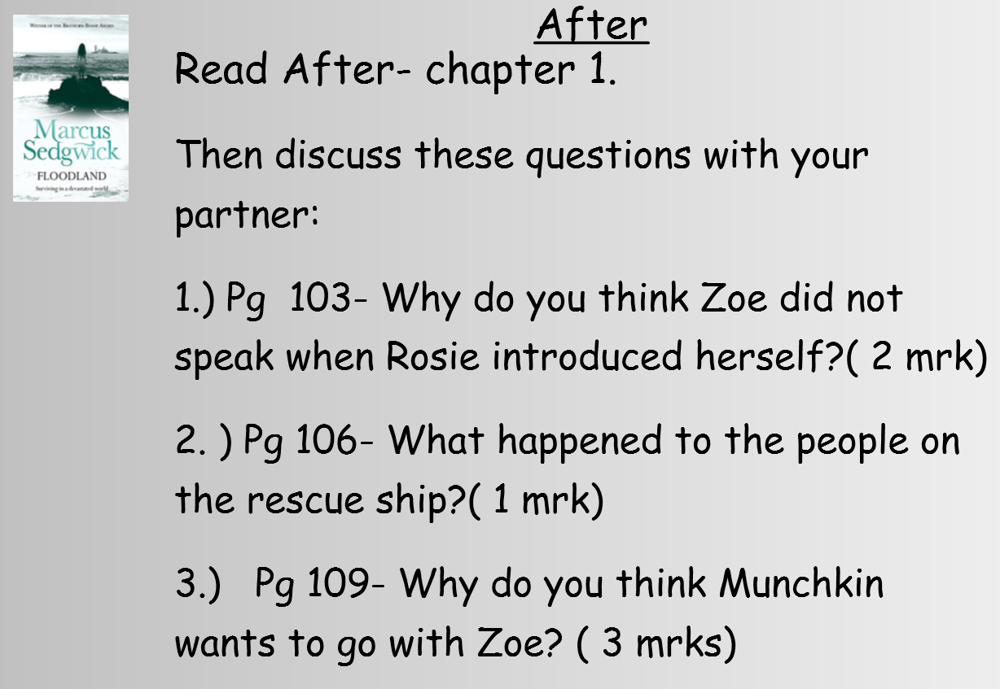 After
WINNER OF THE BRANFORD BOASE AWARD
Marcus
Sedgwick
FLOODLAND
Surviving in a devastated world
Read After- chapter 1.
Then discuss these questions with your
partner:
1.) Pg 103- Why do you think Zoe did not
speak when Rosie introduced herself?( 2 mrk)
2. ) Pg 106- What happened to the people on
the rescue ship?( 1 mrk)
3.) Pg 109- Why do you think Munchkin
wants to go with Zoe? ( 3 mrks)